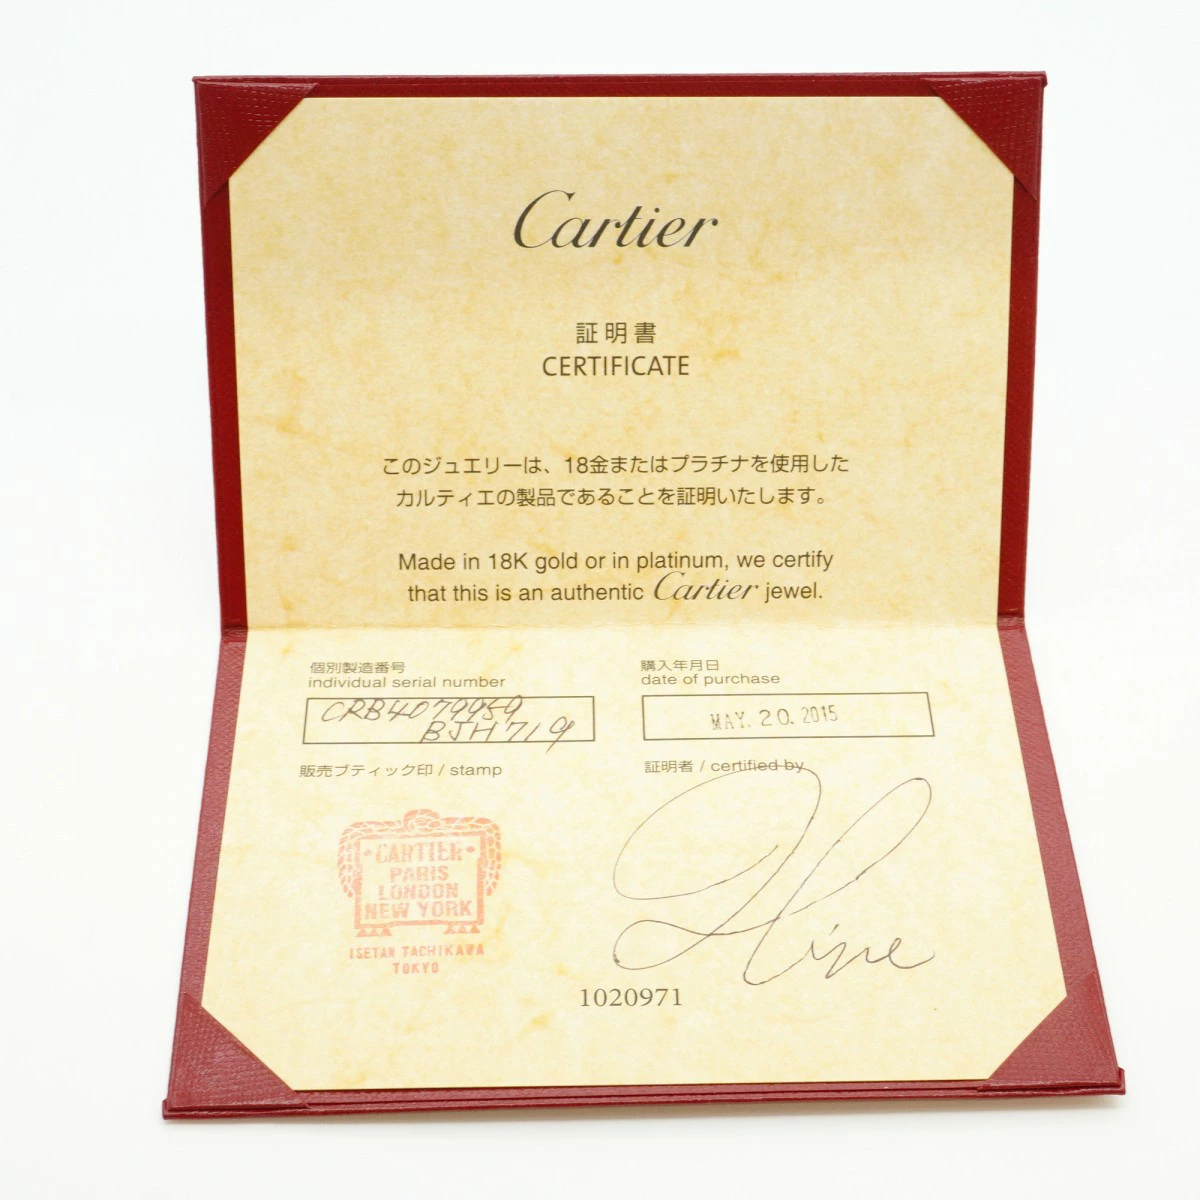 Cartier
証明書
CERTIFICATE
このジュエリーは、18金またはプラチナを使用した
カルティエの製品であることを証明いたします。
Made in 18K gold or in platinum, we certify
that this is an authentic Cartier jewel.
個別製造番号
individual serial number
CRB4079959
BJH719
購入年月日
date of purchase
MAY. 20. 2015
販売ブティック印 / stamp
CARTIER
PARIS
LONDON
NEW YORK
ISETAN TACHIKAWA
TOKYO
証明者 / certified by
1020971